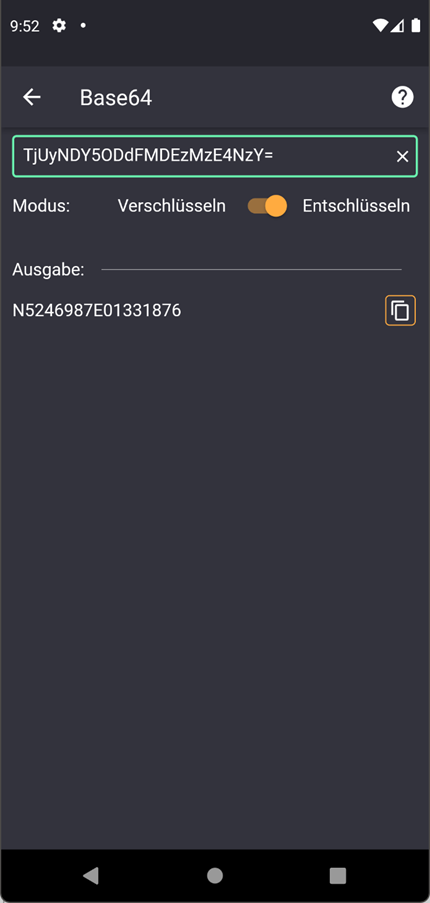 9:52
Base64
TjUyNDY5ODdFMDEzMzE4NzY=
Modus: Verschlüsseln Entschlüsseln
Ausgabe:
N5246987E01331876